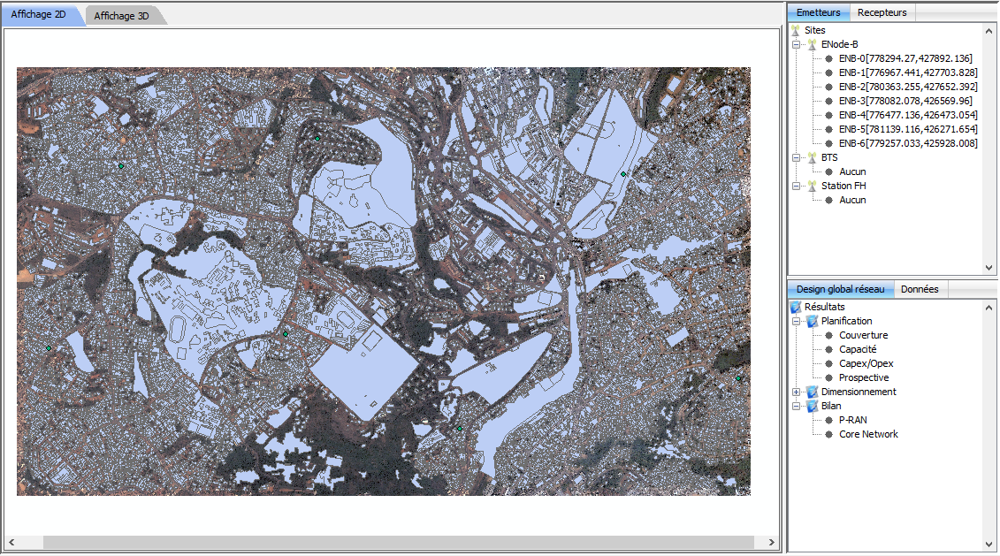 Affichage 2D
Affichage 3D
Emetteurs
Recepteurs
Sites
ENode-B
ENB-0[778294.27,427892.136]
ENB-1[776967.441,427703.828]
ENB-2[780363.255,427652.392]
ENB-3[778082.078,426569.96]
ENB-4[776477.136,426473.054]
ENB-5[781139.116,426271.654]
ENB-6[779257.033,425928.008]
BTS
Aucun
Station FH
Aucun
Design global réseau
Données
Résultats
Planification
Couverture
Capacité
Capex/Opex
Prospective
Dimensionnement
Bilan
P-RAN
Core Network